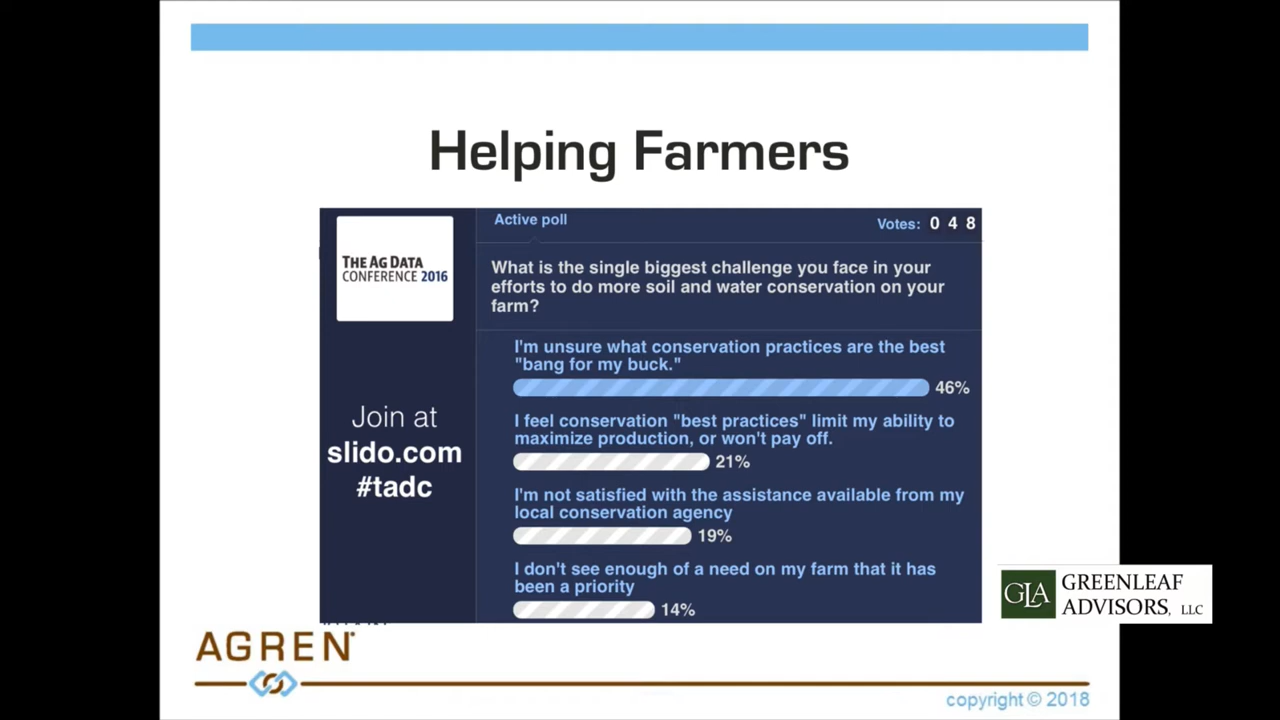 Helping Farmers
THE AG DATA
CONFERENCE 2016
Join at
slido.com
#tadc
Active poll
Votes: 0 4 8
What is the single biggest challenge you face in your
efforts to do more soil and water conservation on your
farm?
I'm unsure what conservation practices are the best
"bang for my buck."
46%
I feel conservation "best practices" limit my ability to
maximize production, or won't pay off.
21%
I'm not satisfied with the assistance available from my
local conservation agency
19%
I don't see enough of a need on my farm that it has
been a priority
14%
GLA
GREENLEAF
ADVISORS, LLC
AGREN®
copyright © 2018